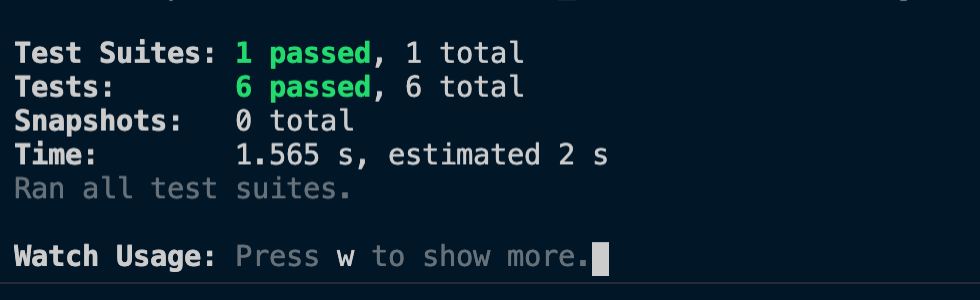 Test Suites: 1 passed, 1 total
Tests:       6 passed, 6 total
Snapshots:   0 total
Time:        1.565 s, estimated 2 s
Ran all test suites.

Watch Usage: Press w to show more.